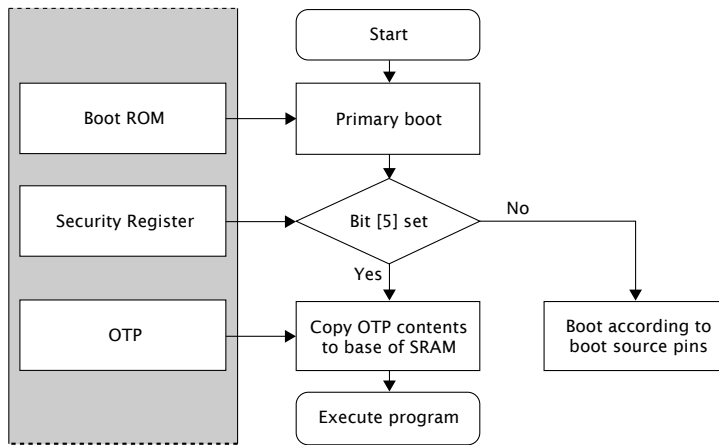 Start
Boot ROM
Primary boot
Security Register
Bit [5] set
No
Yes
OTP
Copy OTP contents
to base of SRAM
Boot according to
boot source pins
Execute program